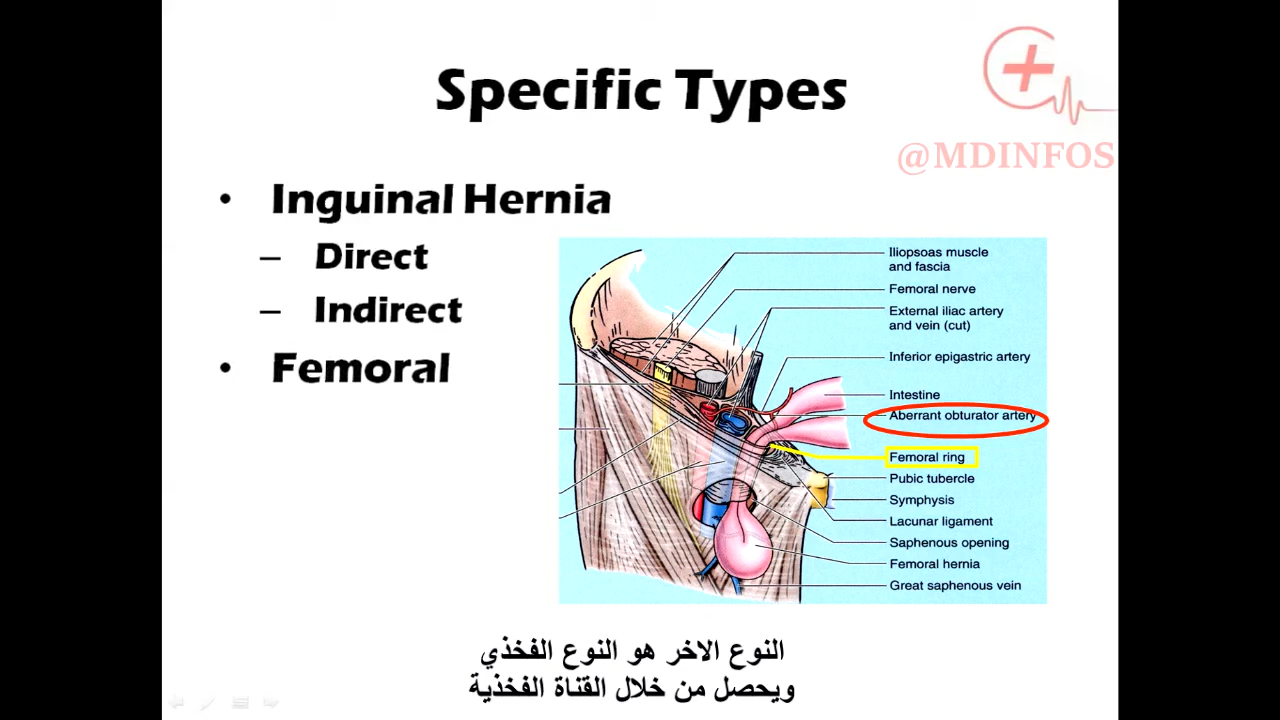 Specific Types
@MDINFOS
• Inguinal Hernia
– Direct
– Indirect
• Femoral
Iliopsoas muscle
and fascia
Femoral nerve
External iliac artery
and vein (cut)
Inferior epigastric artery
Intestine
Aberrant obturator artery
Femoral ring
Pubic tubercle
Symphysis
Lacunar ligament
Saphenous opening
Femoral hernia
Great saphenous vein
النوع الاخر هو النوع الفخذي
ويحصل من خلال القناة الفخذية